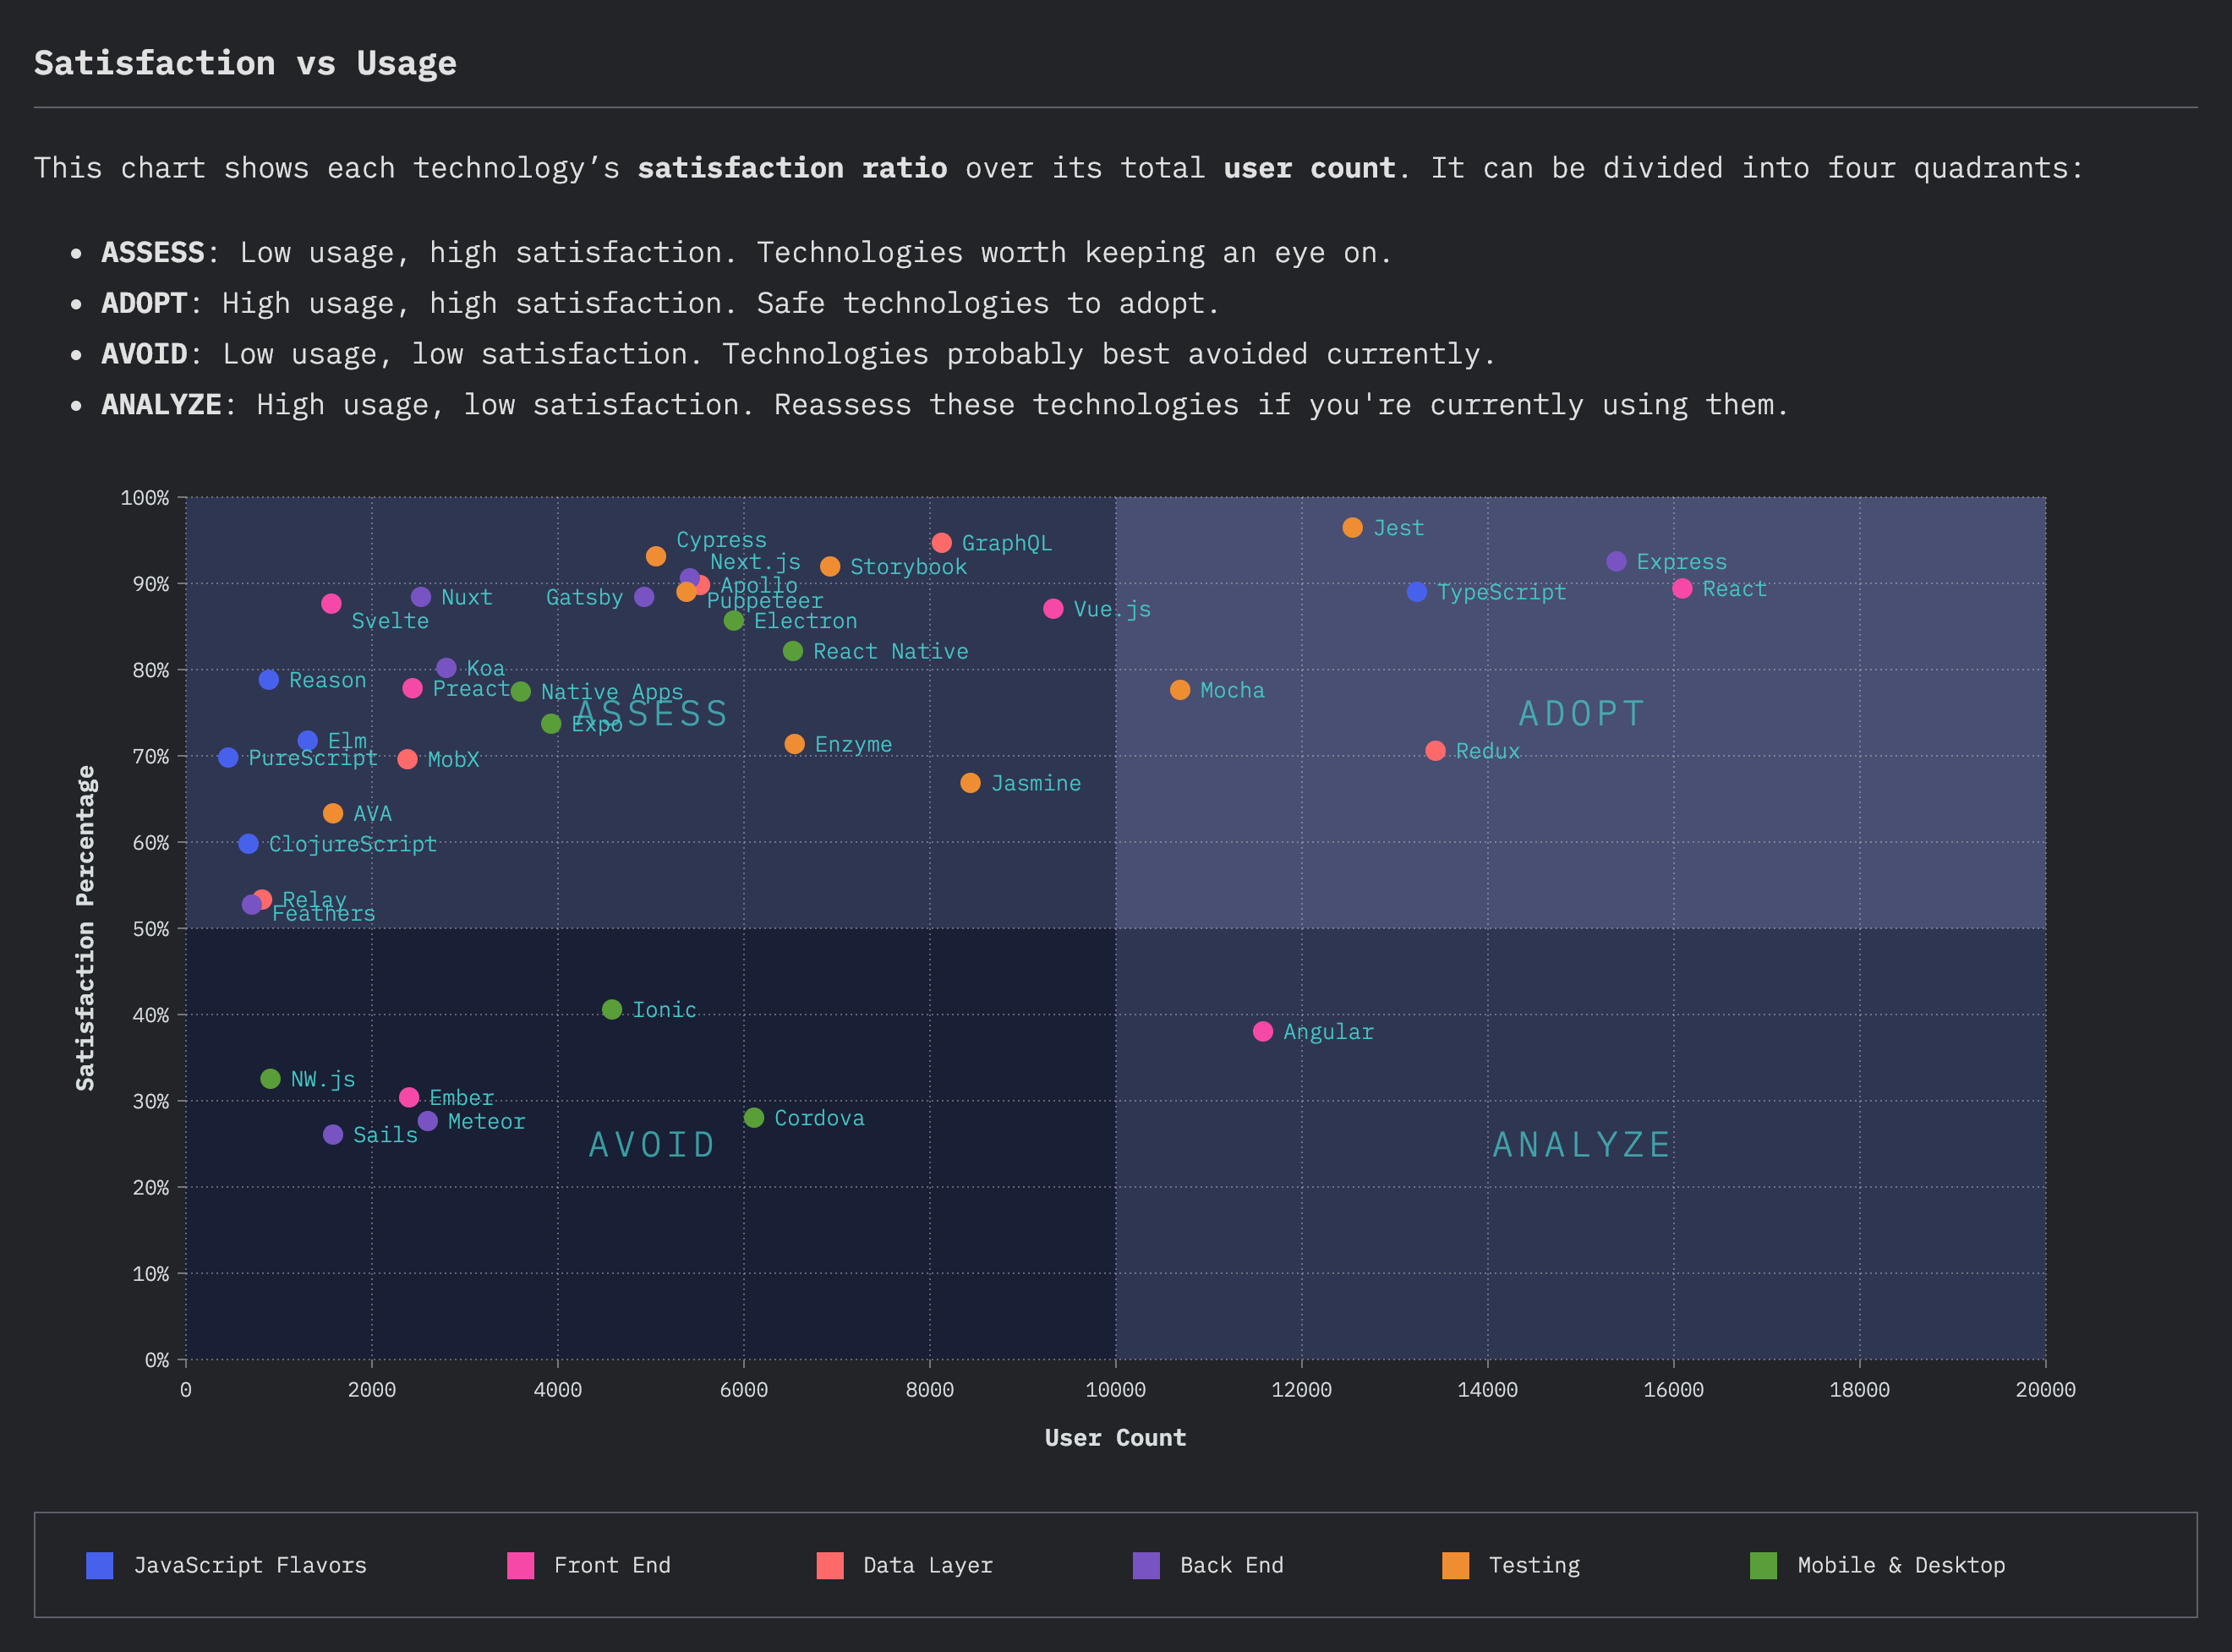 Satisfaction vs Usage
This chart shows each technology’s satisfaction ratio over its total user count. It can be divided into four quadrants:
• ASSESS: Low usage, high satisfaction. Technologies worth keeping an eye on.
• ADOPT: High usage, high satisfaction. Safe technologies to adopt.
• AVOID: Low usage, low satisfaction. Technologies probably best avoided currently.
• ANALYZE: High usage, low satisfaction. Reassess these technologies if you're currently using them.
Satisfaction Percentage
100%
90%
80%
70%
60%
50%
40%
30%
20%
10%
0%
Jest
Cypress
GraphQL
Next.js
Express
Storybook
Apollo
React
TypeScript
Nuxt
Gatsby
Puppeteer
Vue.js
Svelte
Electron
React Native
Koa
Reason
Preact
Mocha
Native Apps
ASSESS
ADOPT
Expo
Elm
Enzyme
Redux
PureScript
MobX
Jasmine
AVA
ClojureScript
Relay
Feathers
Ionic
Angular
NW.js
Ember
Cordova
Meteor
Sails
AVOID
ANALYZE
0 2000 4000 6000 8000 10000 12000 14000 16000 18000 20000
User Count
JavaScript Flavors Front End Data Layer Back End Testing Mobile & Desktop